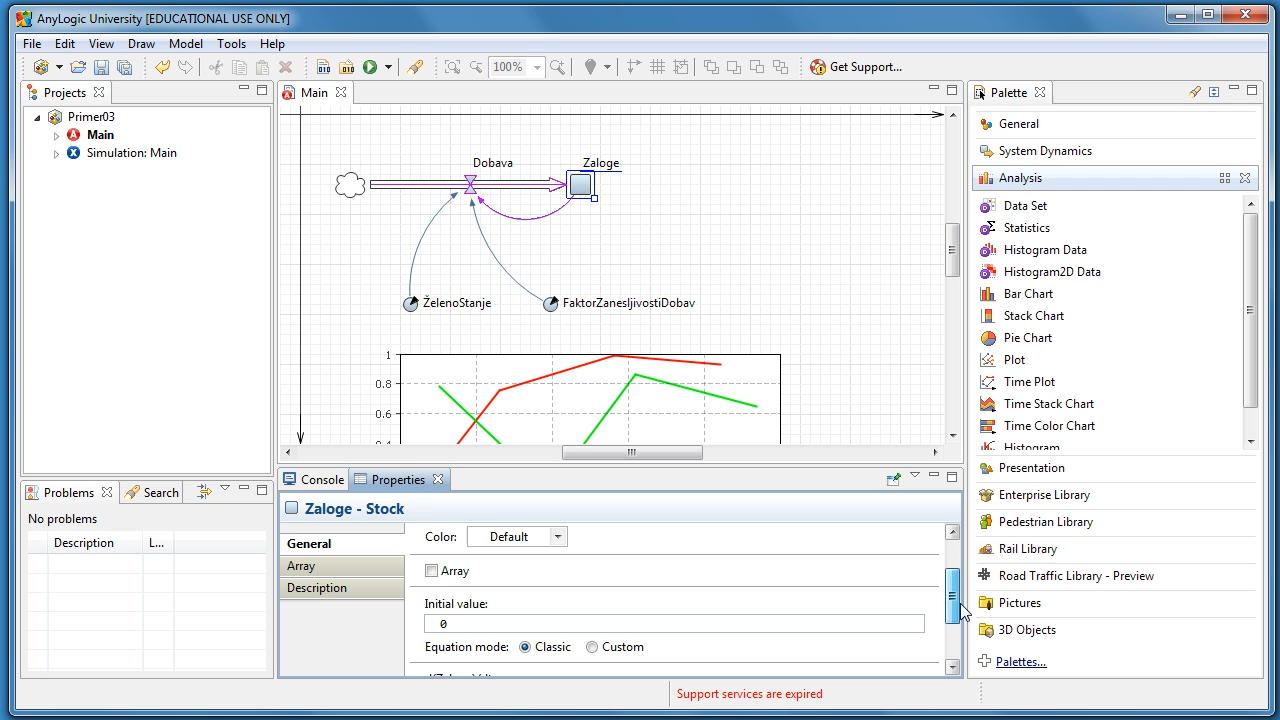 AnyLogic University [EDUCATIONAL USE ONLY]
File Edit View Draw Model Tools Help
100% Get Support...
Projects
Primer03
Main
Simulation: Main
Main
Dobava
Zaloge
ŽelenoStanje
FaktorZanesljivostiDobav
1
0.8
0.6
Palette
General
System Dynamics
Analysis
Data Set
Statistics
Histogram Data
Histogram2D Data
Bar Chart
Stack Chart
Pie Chart
Plot
Time Plot
Time Stack Chart
Time Color Chart
Histogram
Presentation
Enterprise Library
Pedestrian Library
Rail Library
Road Traffic Library - Preview
Pictures
3D Objects
Palettes...
Problems Search
No problems
Description L...
Console Properties
Zaloge - Stock
General
Array
Description
Color: Default
Array
Initial value:
0
Equation mode: Classic Custom
Support services are expired